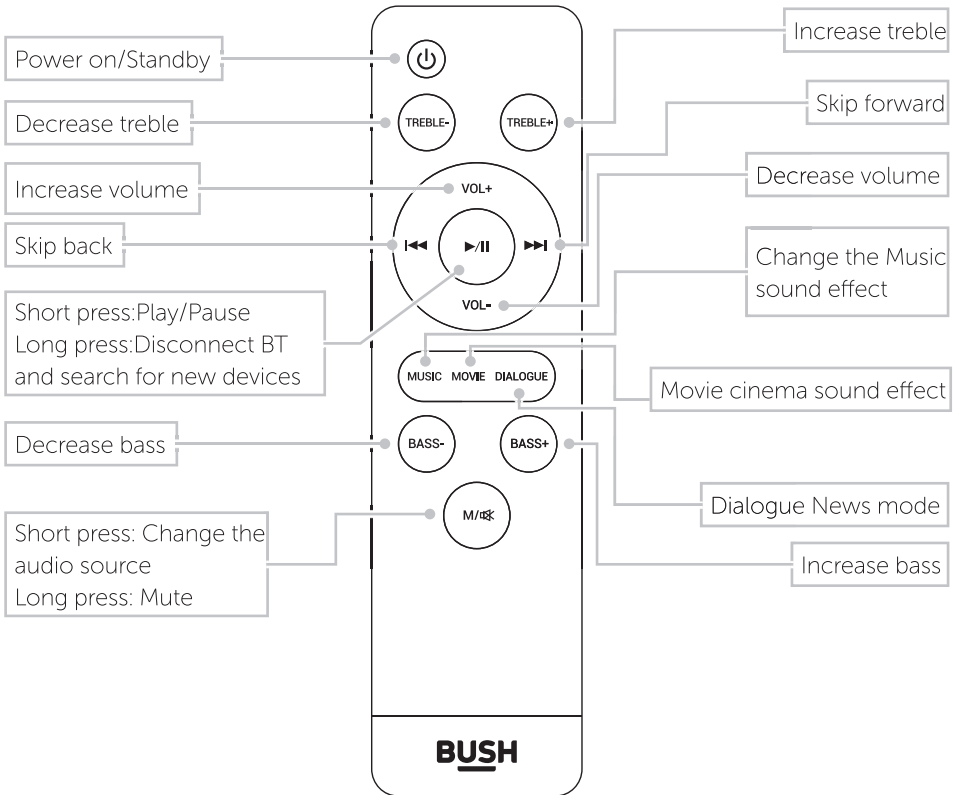 Power on/Standby
Decrease treble
Increase volume
Skip back
Short press:Play/Pause
Long press:Disconnect BT
and search for new devices
Decrease bass
Short press: Change the
audio source
Long press: Mute
TREBLE-
TREBLE+
VOL+
VOL-
MUSIC MOVIE DIALOGUE
BASS-
BASS+
M/
BUSH
Increase treble
Skip forward
Decrease volume
Change the Music
sound effect
Movie cinema sound effect
Dialogue News mode
Increase bass